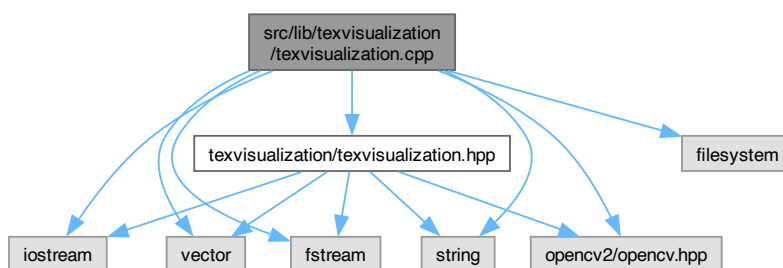 src/lib/texvisualization
/texvisualization.cpp
texvisualization/texvisualization.hpp
filesystem
iostream
vector
fstream
string
opencv2/opencv.hpp